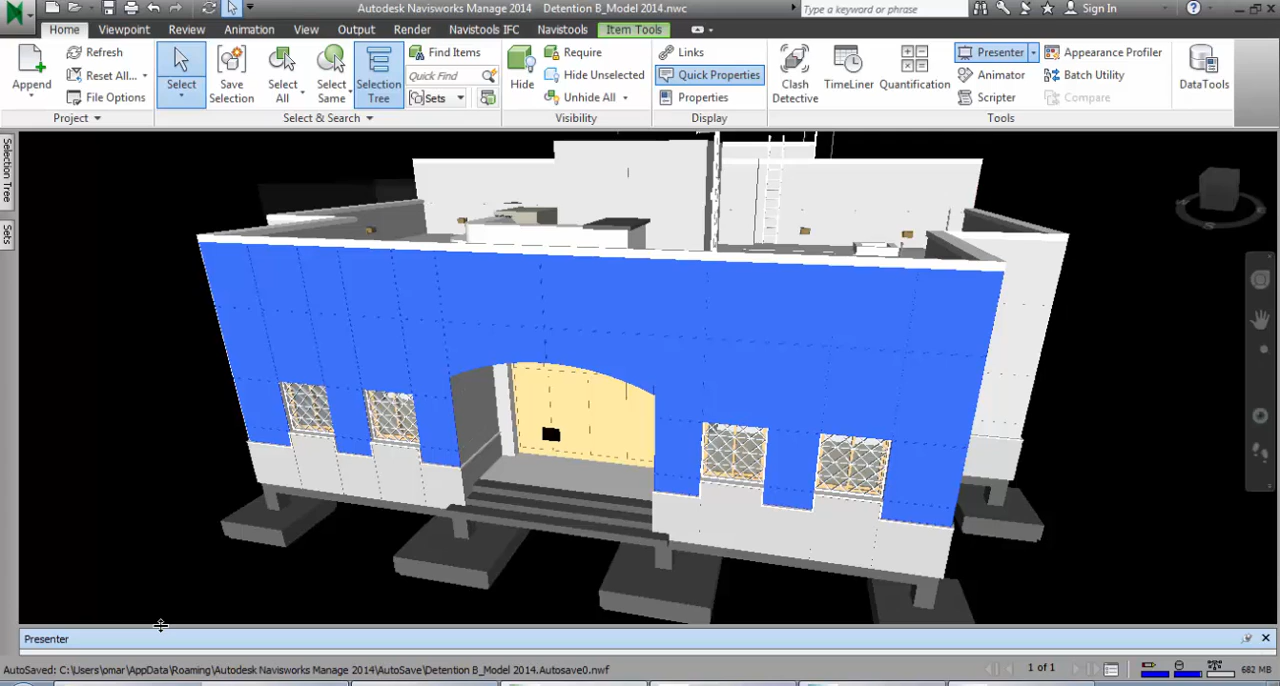 Autodesk Navisworks Manage 2014 Detention B_Model 2014.nwc Type a keyword or phrase Sign In
Home Viewpoint Review Animation View Output Render Navistools IFC Navistools Item Tools
Append
Refresh
Reset All...
File Options
Select
Save Selection
Select All
Select Same
Selection Tree
Find Items
Quick Find
Sets
Hide
Require
Hide Unselected
Unhide All
Links
Quick Properties
Properties
Clash Detective
TimeLiner
Quantification
Presenter
Animator
Scripter
Appearance Profiler
Batch Utility
Compare
DataTools
Project Select & Search Visibility Display Tools
Selection Tree
Sets
Presenter
AutoSaved: C:\Users\omar\AppData\Roaming\Autodesk Navisworks Manage 2014\AutoSave\Detention B_Model 2014.Autosave0.nwf
1 of 1
682 MB